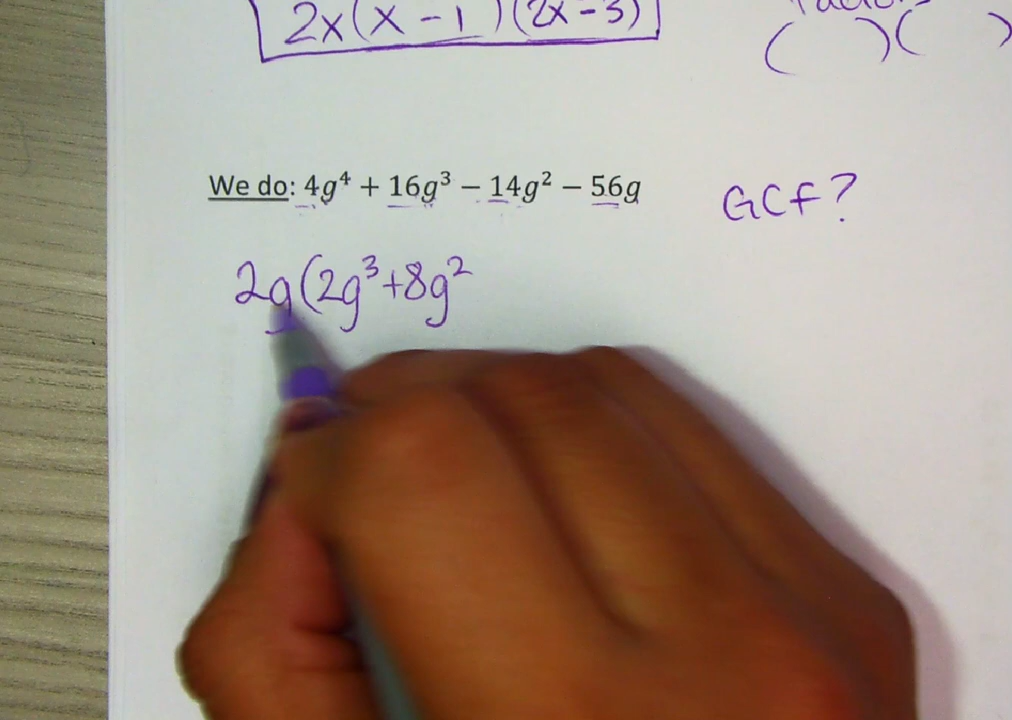 2x(x-1)(2x-3)
( )( )
We do: 4g⁴ + 16g³ − 14g² − 56g
GCF?
2g(2g³+8g²